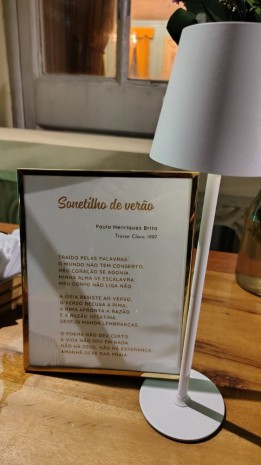 Sonetilho de verão
Paulo Henriques Britto
Trovar Claro, 1997
TRAÍDO PELAS PALAVRAS.
O MUNDO NÃO TEM CONSERTO.
MEU CORAÇÃO SE AGONIA.
MINHA ALMA SE ESCALAVRA.
MEU CORPO NÃO LIGA NÃO.
A IDEIA RESISTE AO VERSO,
O VERSO RECUSA A RIMA,
A RIMA AFRONTA A RAZÃO
E A RAZÃO DESATINA.
DESEJO MANDA LEMBRANÇAS.
O POEMA NÃO DEU CERTO.
A VIDA NÃO DEU EM NADA.
NÃO HÁ DEUS. NÃO HÁ ESPERANÇA.
AMANHÃ DEVE DAR PRAIA.